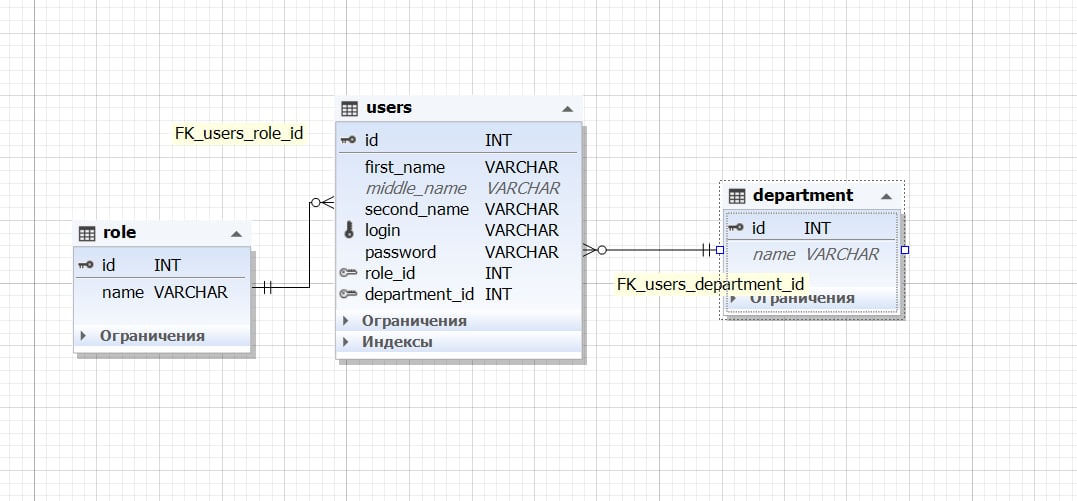 users
FK_users_role_id
id INT
first_name VARCHAR
middle_name VARCHAR
second_name VARCHAR
login VARCHAR
password VARCHAR
role_id INT
department_id INT
Ограничения
Индексы
role
id INT
name VARCHAR
Ограничения
department
id INT
name VARCHAR
FK_users_department_id
Ограничения